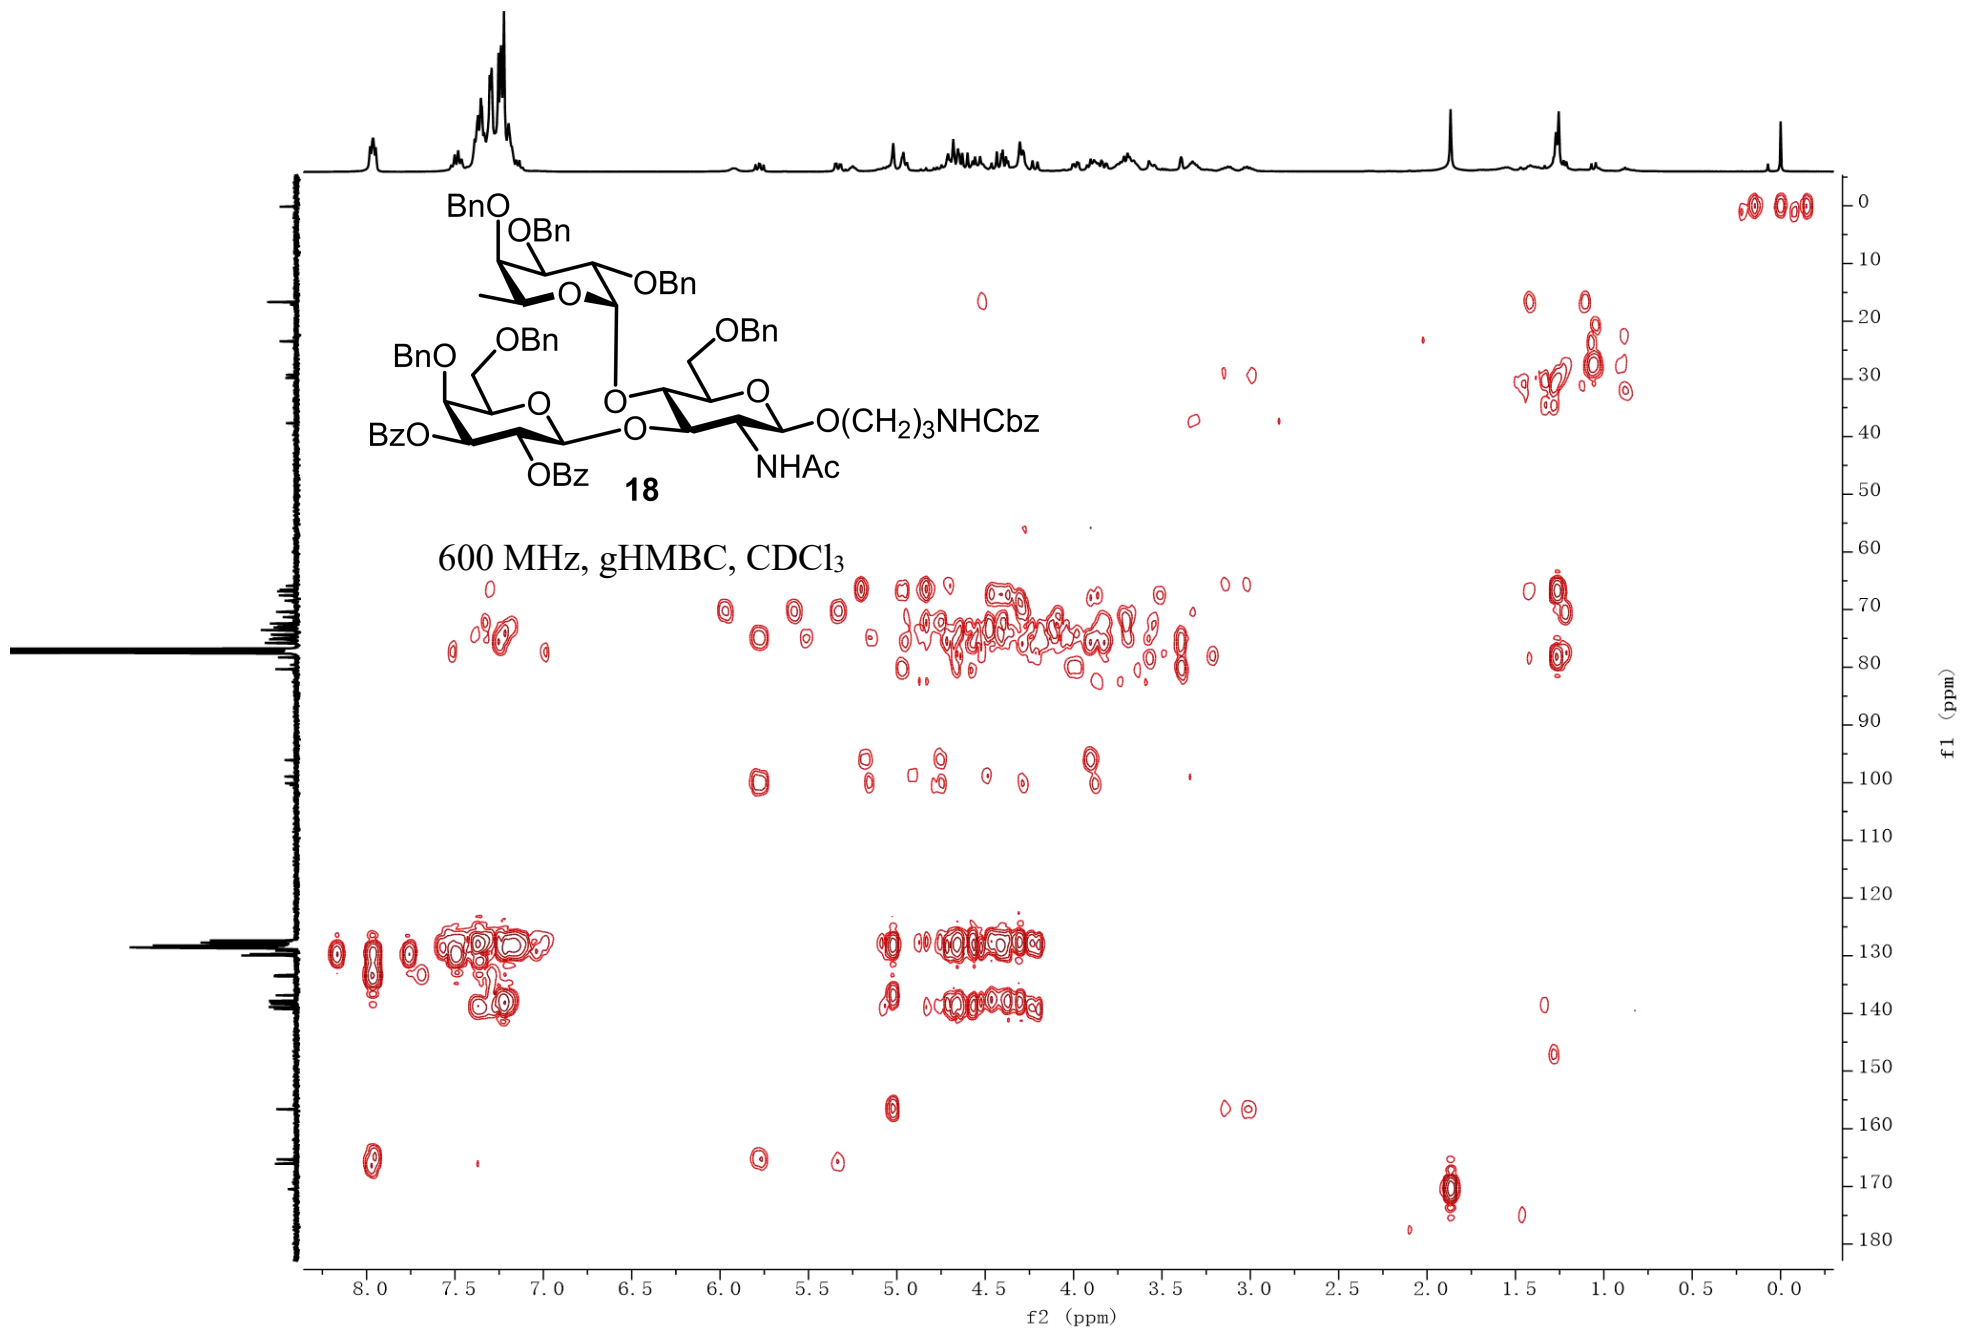 BnO
OBn
O
OBn
OBn
BnO
OBn
O
O
O
O
BzO
O(CH2)3NHCbz
NHAc
OBz
18
600 MHz, gHMBC, CDCl3
0
10
20
30
40
50
60
70
80
90
100
110
120
130
140
150
160
170
180
f1 (ppm)
8.0 7.5 7.0 6.5 6.0 5.5 5.0 4.5 4.0 3.5 3.0 2.5 2.0 1.5 1.0 0.5 0.0
f2 (ppm)